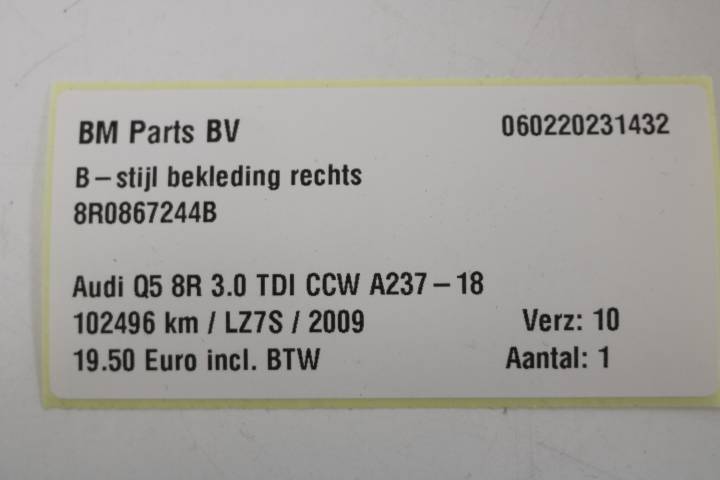 BM Parts BV 060220231432
B-stijl bekleding rechts
8R0867244B
Audi Q5 8R 3.0 TDI CCW A237-18
102496 km / LZ7S / 2009 Verz: 10
19.50 Euro incl. BTW Aantal: 1